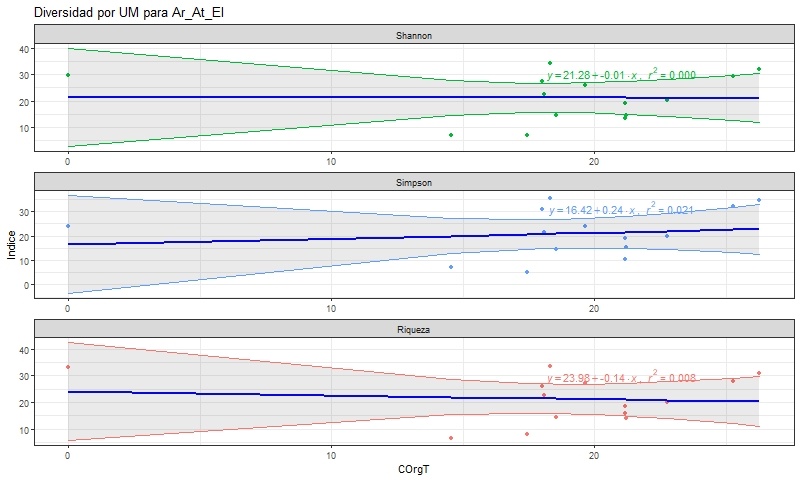 Diversidad por UM para Ar_At_El
Shannon
40
30
20
10
y = 21.28 + -0.01 · x , r² = 0.000
0 10 20
Simpson
30
20
10
0
y = 16.42 + 0.24 · x , r² = 0.021
0 10 20
Indice
Riqueza
40
30
20
10
y = 23.98 + -0.14 · x , r² = 0.008
0 10 20
COrgT